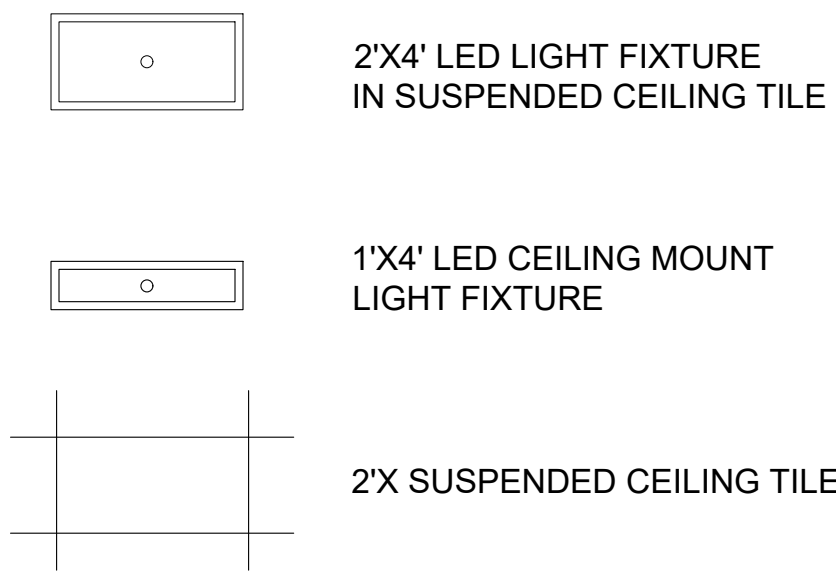 2'X4' LED LIGHT FIXTURE
IN SUSPENDED CEILING TILE
1'X4' LED CEILING MOUNT
LIGHT FIXTURE
2'X SUSPENDED CEILING TILE